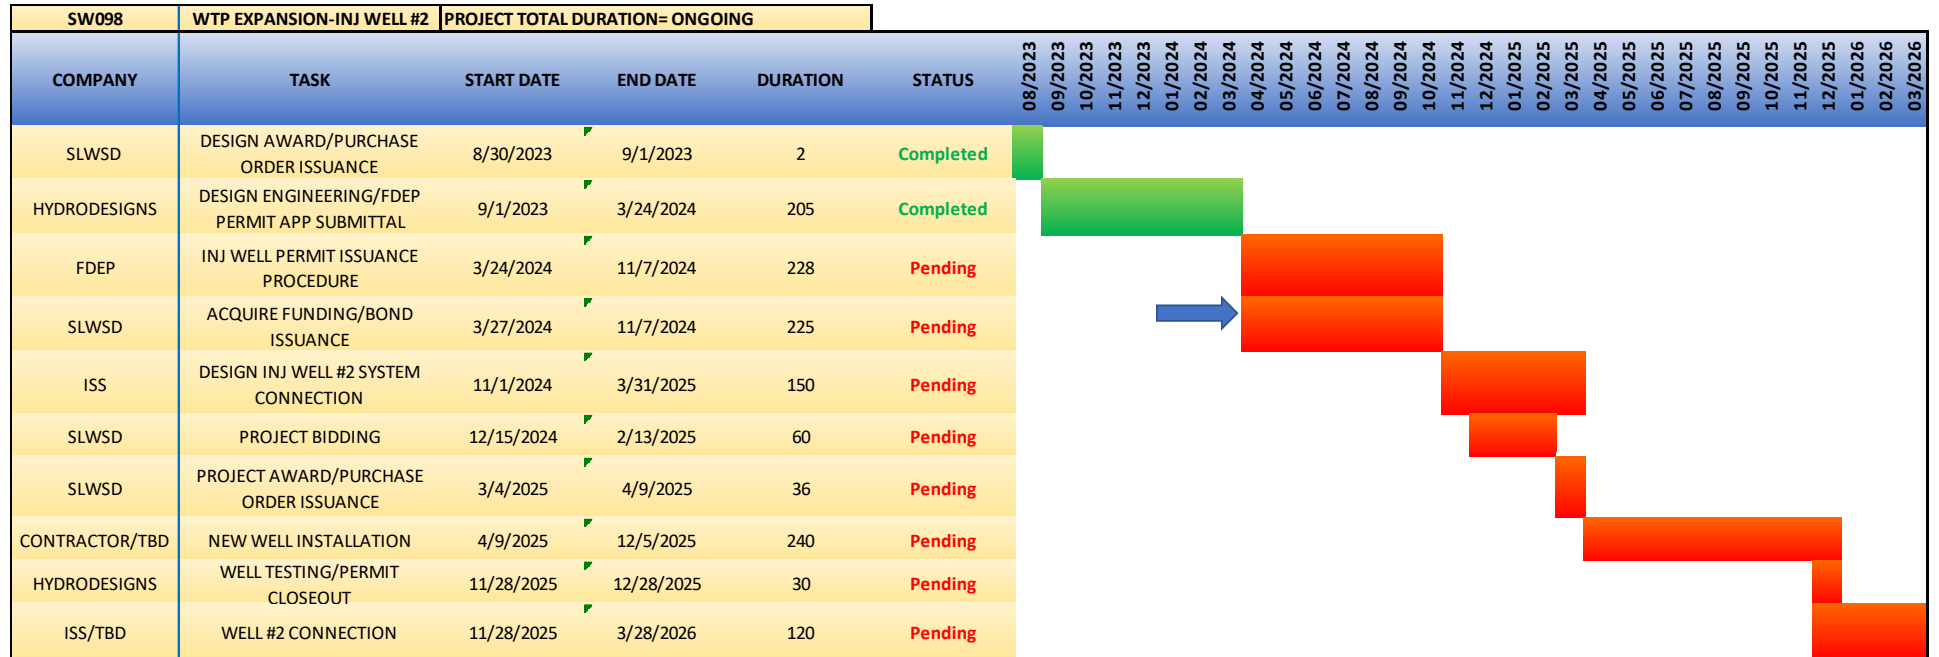 SW098 WTP EXPANSION-INJ WELL #2 PROJECT TOTAL DURATION= ONGOING
COMPANY TASK START DATE END DATE DURATION STATUS 08/2023 09/2023 10/2023 11/2023 12/2023 01/2024 02/2024 03/2024 04/2024 05/2024 06/2024 07/2024 08/2024 09/2024 10/2024 11/2024 12/2024 01/2025 02/2025 03/2025 04/2025 05/2025 06/2025 07/2025 08/2025 09/2025 10/2025 11/2025 12/2025 01/2026 02/2026 03/2026
SLWSD DESIGN AWARD/PURCHASE
ORDER ISSUANCE 8/30/2023 9/1/2023 2 Completed
HYDRODESIGNS DESIGN ENGINEERING/FDEP
PERMIT APP SUBMITTAL 9/1/2023 3/24/2024 205 Completed
FDEP INJ WELL PERMIT ISSUANCE
PROCEDURE 3/24/2024 11/7/2024 228 Pending
SLWSD ACQUIRE FUNDING/BOND
ISSUANCE 3/27/2024 11/7/2024 225 Pending
ISS DESIGN INJ WELL #2 SYSTEM
CONNECTION 11/1/2024 3/31/2025 150 Pending
SLWSD PROJECT BIDDING 12/15/2024 2/13/2025 60 Pending
SLWSD PROJECT AWARD/PURCHASE
ORDER ISSUANCE 3/4/2025 4/9/2025 36 Pending
CONTRACTOR/TBD NEW WELL INSTALLATION 4/9/2025 12/5/2025 240 Pending
HYDRODESIGNS WELL TESTING/PERMIT
CLOSEOUT 11/28/2025 12/28/2025 30 Pending
ISS/TBD WELL #2 CONNECTION 11/28/2025 3/28/2026 120 Pending